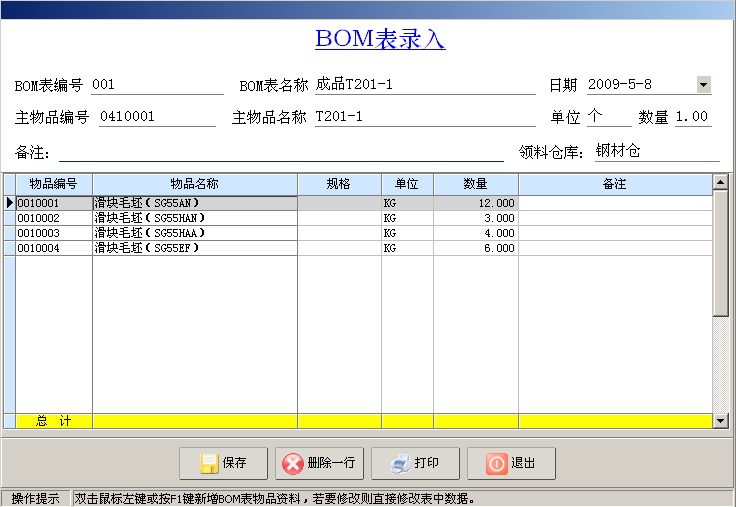 BOM表录入
BOM表编号 001 BOM表名称 成品T201-1 日期 2009-5-8
主物品编号 0410001 主物品名称 T201-1 单位 个 数量 1.00
备注: 领料仓库: 钢材仓
物品编号 物品名称 规格 单位 数量 备注
0010001 滑块毛坯(SG55AN) KG 12.000
0010002 滑块毛坯(SG55HAN) KG 3.000
0010003 滑块毛坯(SG55HAA) KG 4.000
0010004 滑块毛坯(SG55EF) KG 6.000
总 计
保存 删除一行 打印 退出
操作提示 双击鼠标左键或按F1键新增BOM表物品资料，若要修改则直接修改表中数据。